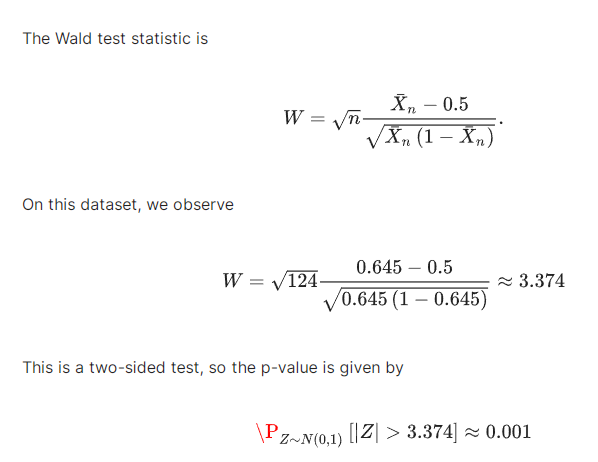 The Wald test statistic is
$W = \sqrt{n} \frac{\bar{X}_n - 0.5}{\sqrt{\bar{X}_n (1 - \bar{X}_n)}}.$
On this dataset, we observe
$W = \sqrt{124} \frac{0.645 - 0.5}{\sqrt{0.645 (1 - 0.645)}} \approx 3.374$
This is a two-sided test, so the p-value is given by
$\text{\P}_{Z \sim N(0,1)} [|Z| > 3.374] \approx 0.001$